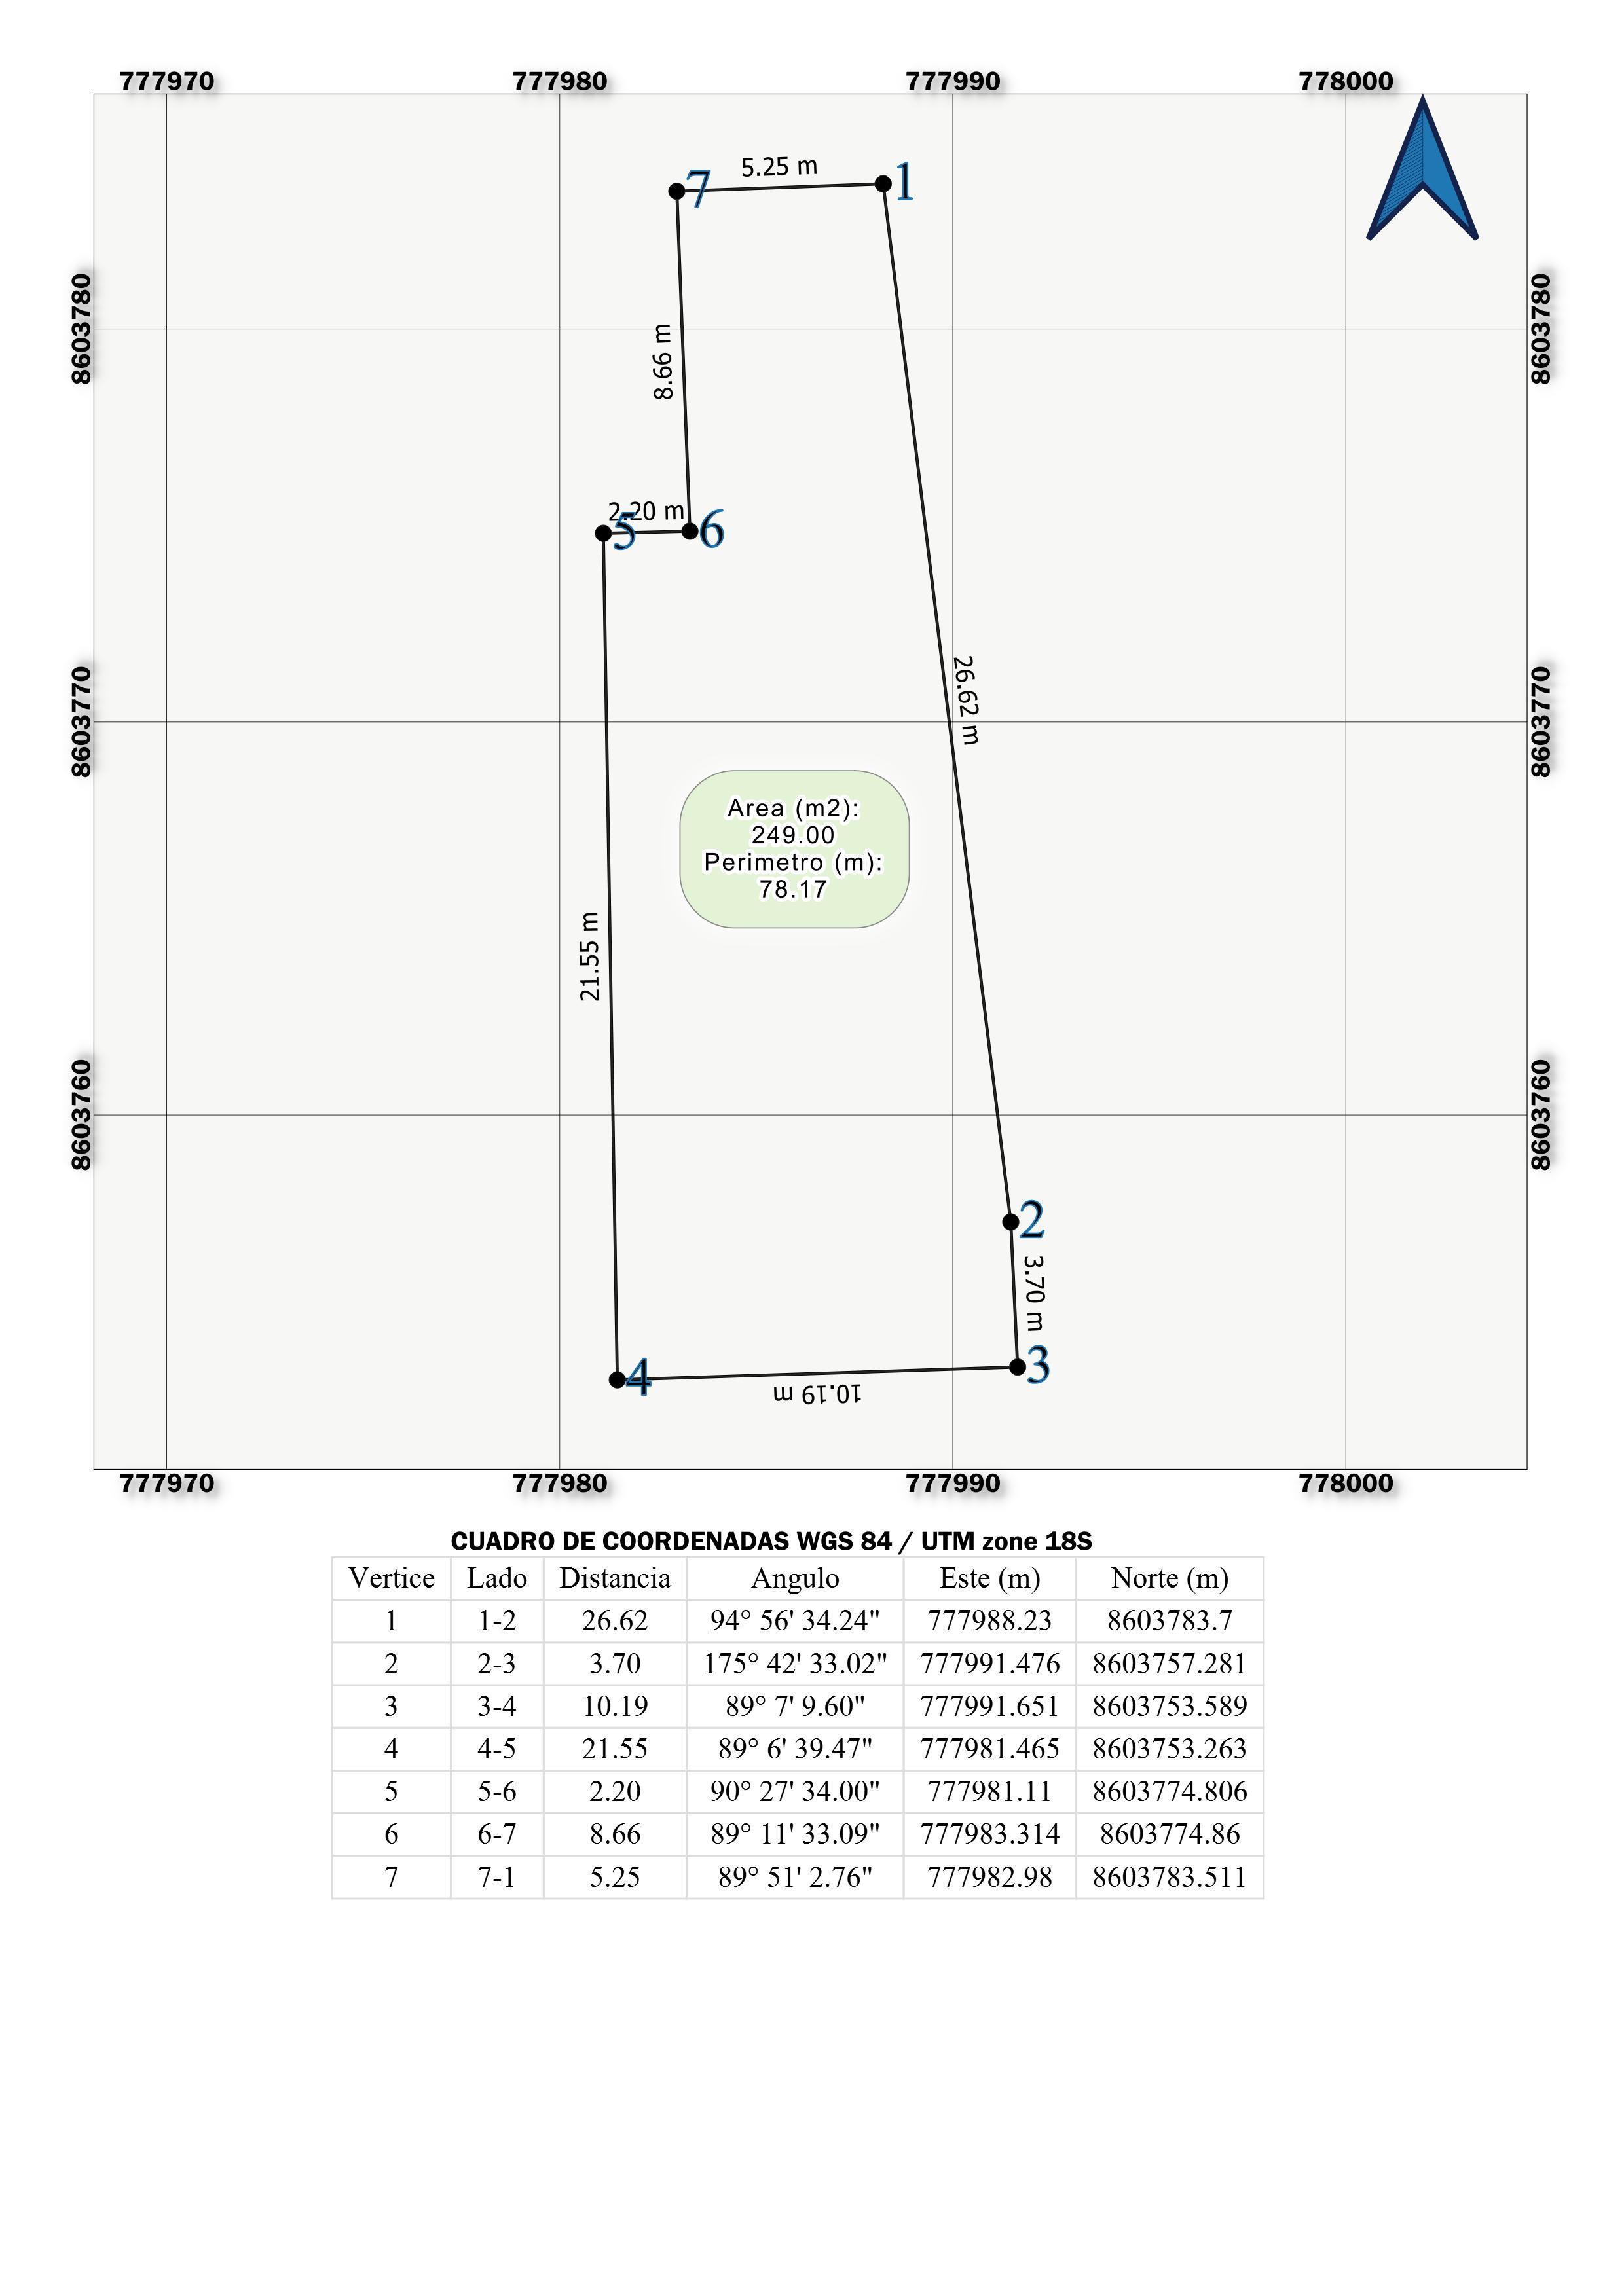 777970 777980 777990 778000
5.25 m
7 1
8603780 8603780
8.66 m
2.20 m
5 6
26.62 m
8603770 8603770
Area (m2):
249.00
Perimetro (m):
78.17
21.55 m
8603760 8603760
2
3.70 m
3
4
10.19 m
777970 777980 777990 778000
CUADRO DE COORDENADAS WGS 84 / UTM zone 18S
Vertice Lado Distancia Angulo Este (m) Norte (m)
1 1-2 26.62 94° 56' 34.24" 777988.23 8603783.7
2 2-3 3.70 175° 42' 33.02" 777991.476 8603757.281
3 3-4 10.19 89° 7' 9.60" 777991.651 8603753.589
4 4-5 21.55 89° 6' 39.47" 777981.465 8603753.263
5 5-6 2.20 90° 27' 34.00" 777981.11 8603774.806
6 6-7 8.66 89° 11' 33.09" 777983.314 8603774.86
7 7-1 5.25 89° 51' 2.76" 777982.98 8603783.511